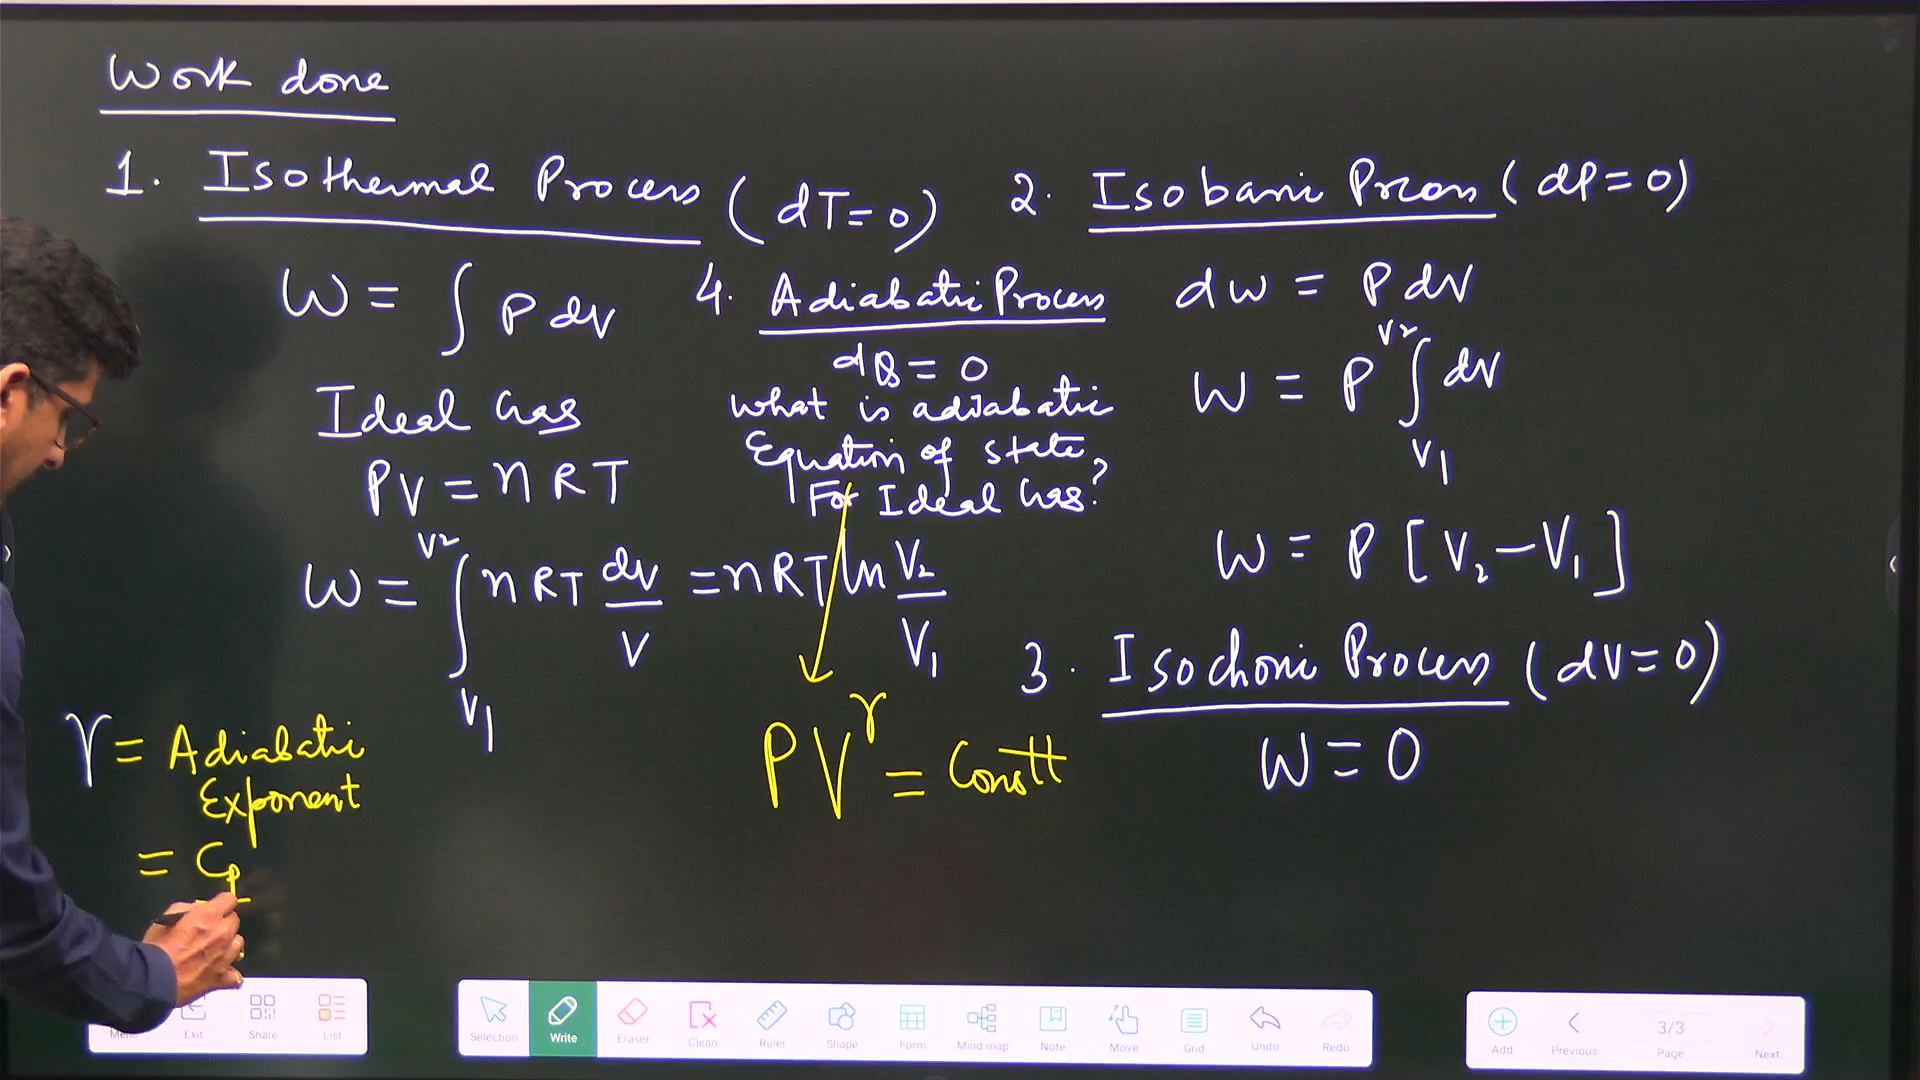 Work done
1. Isothermal Process (dT=0)
W = ∫ P dV
Ideal Gas
PV = nRT
W = ∫_{V1}^{V2} nRT dV/V = nRT ln V2/V1
2. Isobaric Process (dP=0)
dW = P dV
W = P ∫_{V1}^{V2} dV
W = P [V2 - V1]
3. Isochoric Process (dV=0)
W = 0
4. Adiabatic Process
dQ = 0
What is adiabatic
Equation of state
For Ideal Gas?
PV^γ = Constt
γ = Adiabatic
Exponent
= Cp
Exit
Share
List
Selection
Write
Eraser
Clean
Ruler
Shape
Form
Mind map
Note
Move
Grid
Undo
Redo
Add
Previous
3/3
Page
Next